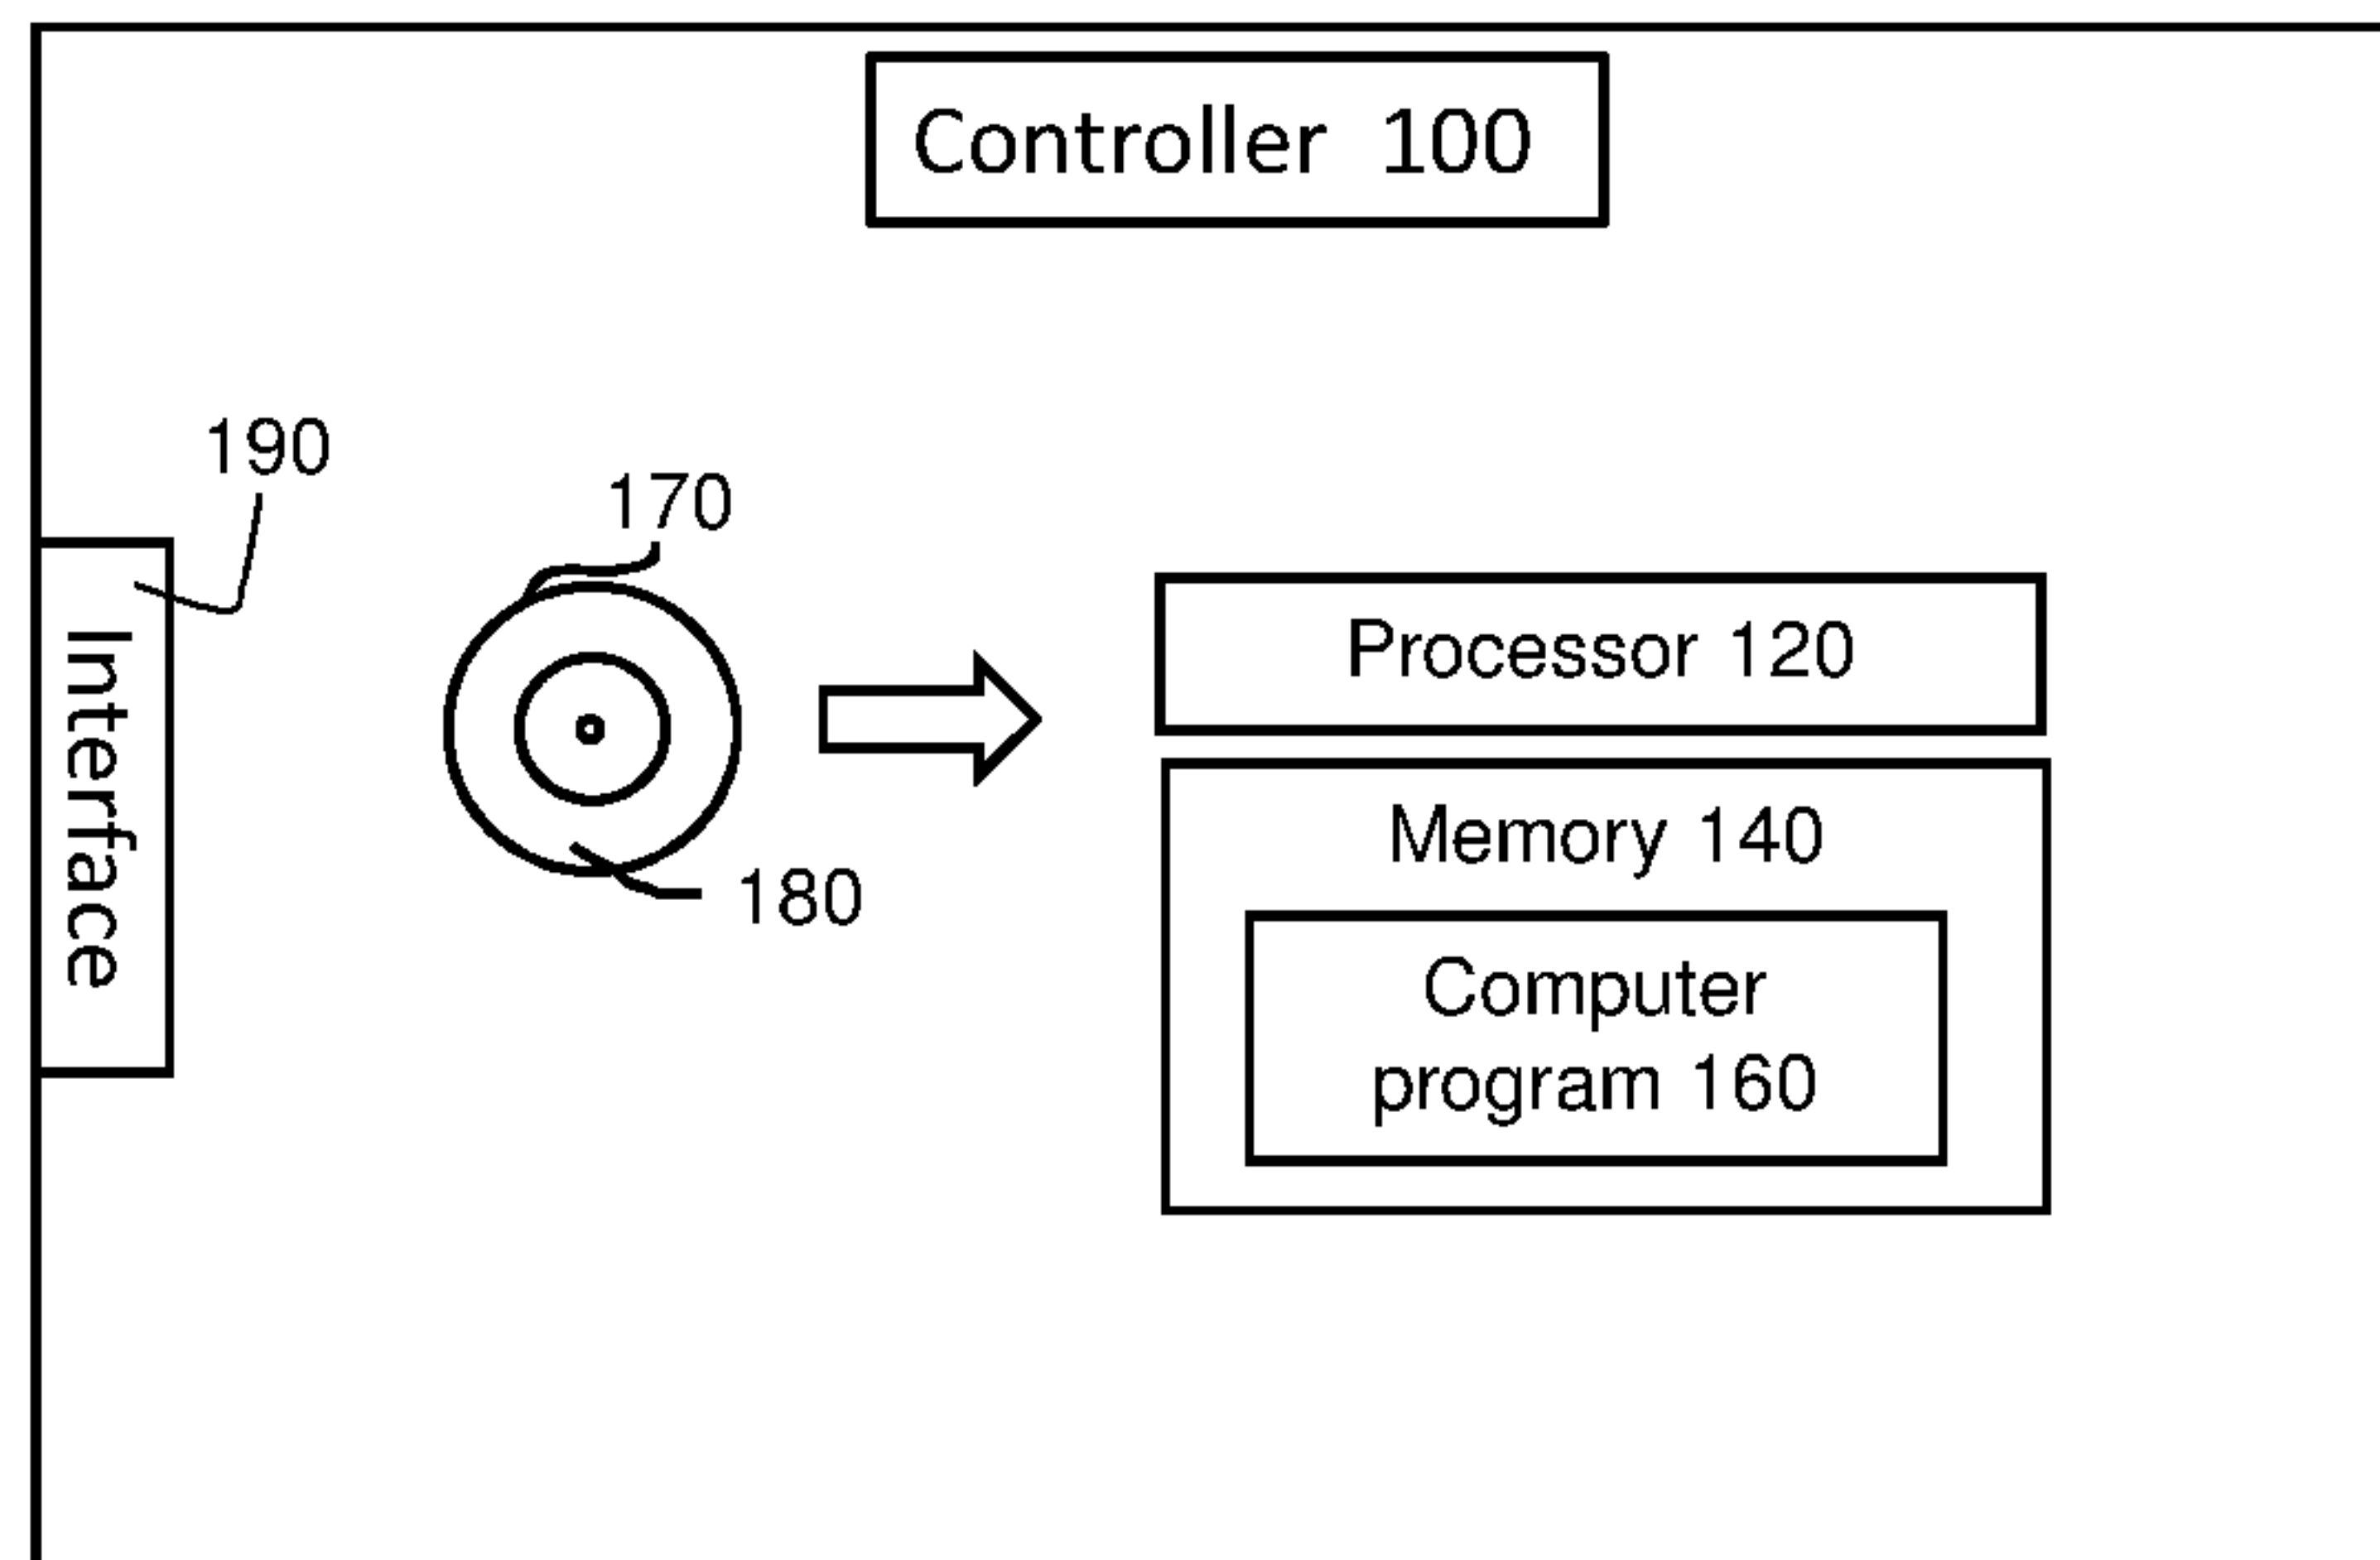 Controller 100
190
170
Interface
Processor 120
Memory 140
180
Computer
program 160